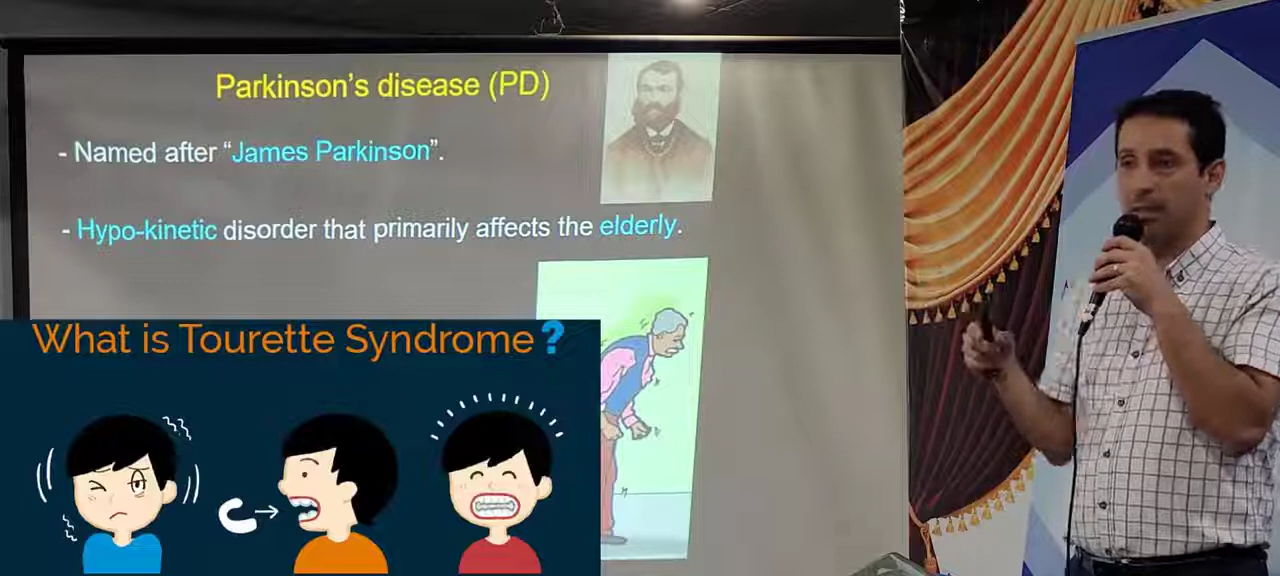 Parkinson's disease (PD)
- Named after “James Parkinson”.
- Hypo-kinetic disorder that primarily affects the elderly.
What is Tourette Syndrome?